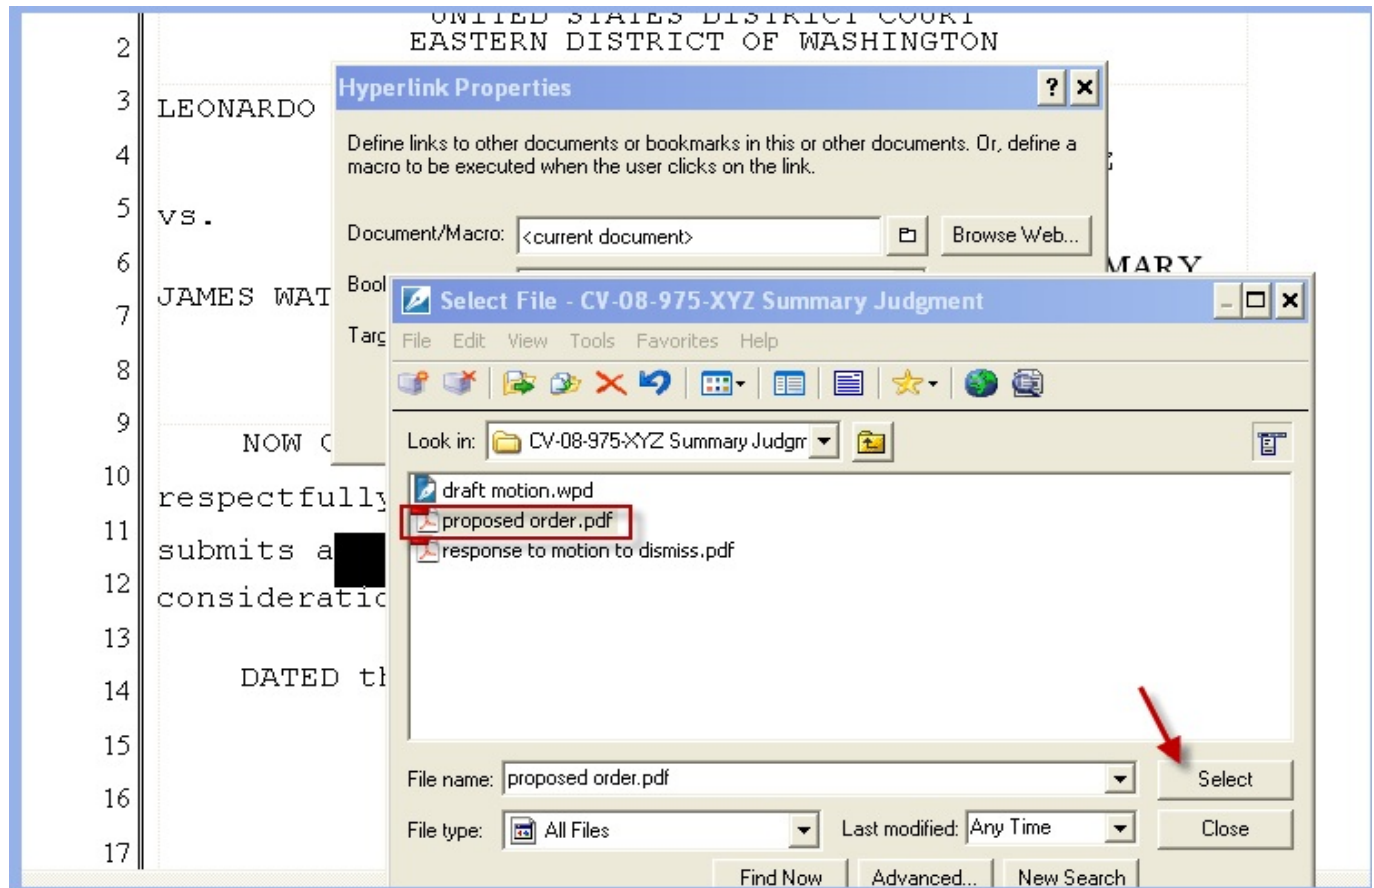 UNITED STATES DISTRICT COURT
2 EASTERN DISTRICT OF WASHINGTON
Hyperlink Properties
3 LEONARDO
Define links to other documents or bookmarks in this or other documents. Or, define a
macro to be executed when the user clicks on the link.
4
5 vs.
Document/Macro: <current document> Browse Web...
6
JAMES WAT
Select File - CV-08-975-XYZ Summary Judgment
7
File Edit View Tools Favorites Help
8
9
NOW
Look in: CV-08-975-XYZ Summary Judgm
10
draft motion.wpd
respectfully
proposed order.pdf
11
submits a
response to motion to dismiss.pdf
12
13
DATED
14
15
File name: proposed order.pdf Select
16
File type: All Files Last modified: Any Time Close
17
Find Now Advanced... New Search